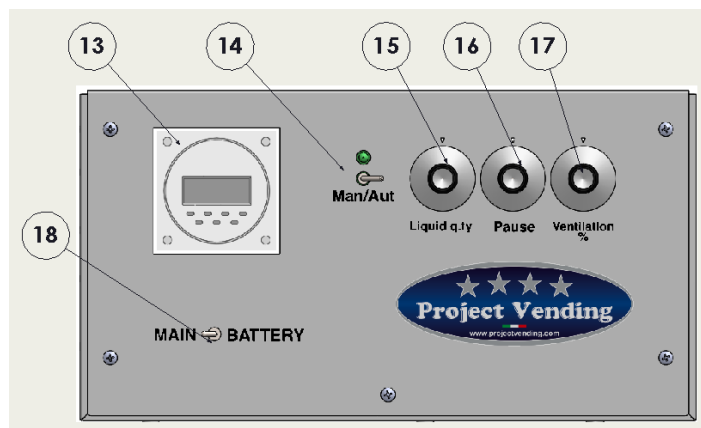 13
14
15
16
17
Man/Aut
Liquid q.ty
Pause
Ventilation
%
18
Project Vending
www.projectvending.com
MAIN BATTERY